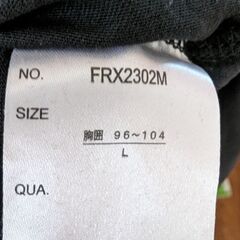 NO. FRX2302M
SIZE
胸囲 96～104
L
QUA.